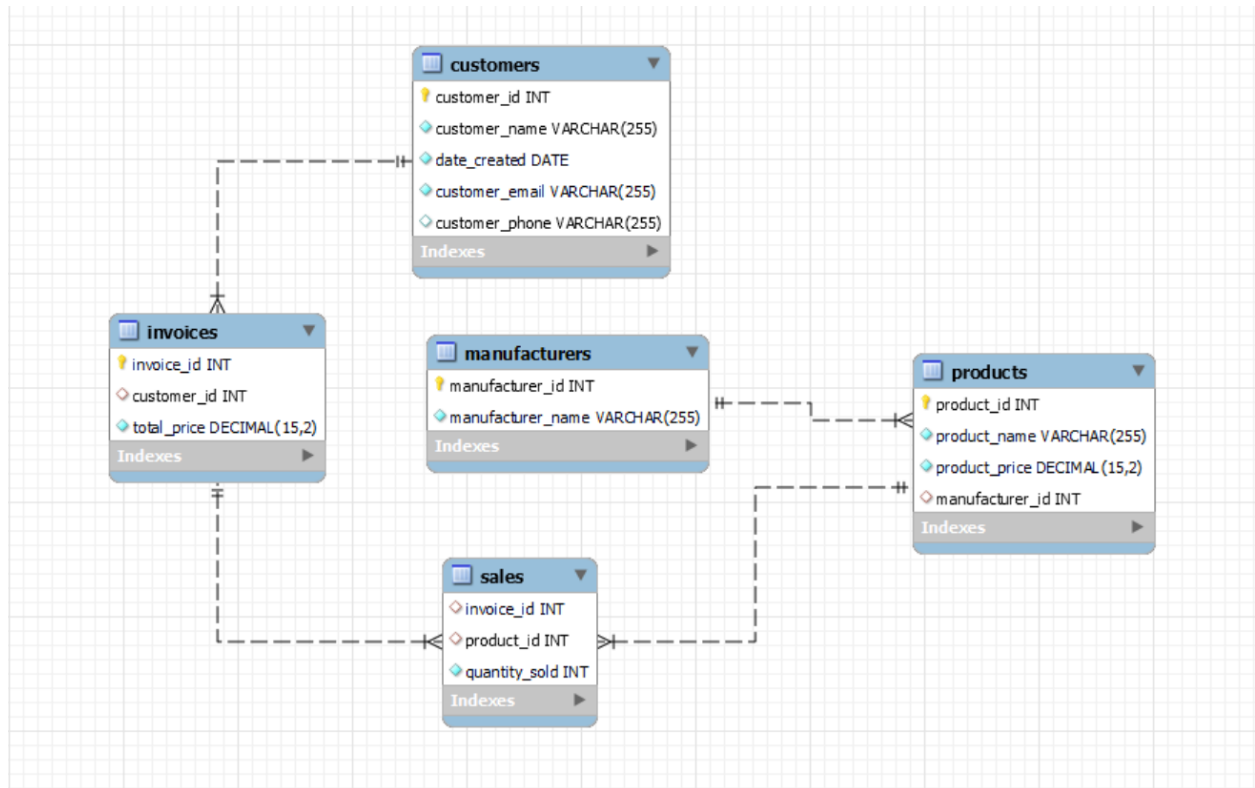 customers
customer_id INT
customer_name VARCHAR(255)
date_created DATE
customer_email VARCHAR(255)
customer_phone VARCHAR(255)
Indexes
invoices
invoice_id INT
customer_id INT
total_price DECIMAL(15,2)
Indexes
manufacturers
manufacturer_id INT
manufacturer_name VARCHAR(255)
Indexes
products
product_id INT
product_name VARCHAR(255)
product_price DECIMAL(15,2)
manufacturer_id INT
Indexes
sales
invoice_id INT
product_id INT
quantity_sold INT
Indexes